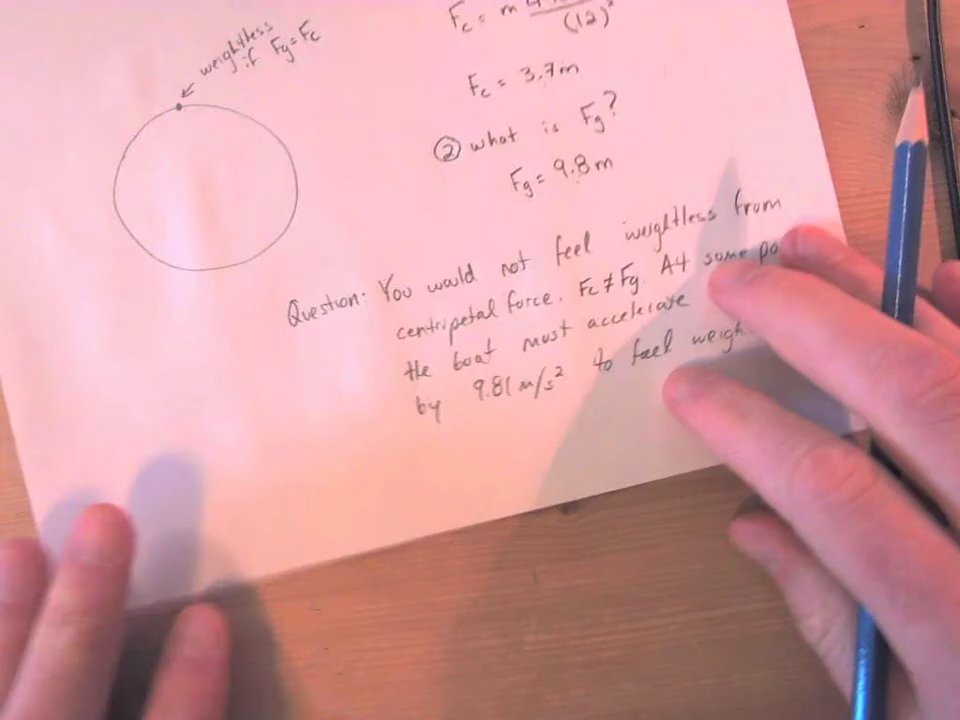 weightless
if Fg = Fc
Fc = m
(12)²
Fc = 3.7m
② what is Fg?
Fg = 9.8m
Question: You would not feel weightless from
centripetal force. Fc ≠ Fg. At some
the boat must accelerate
by 9.81 m/s² to feel